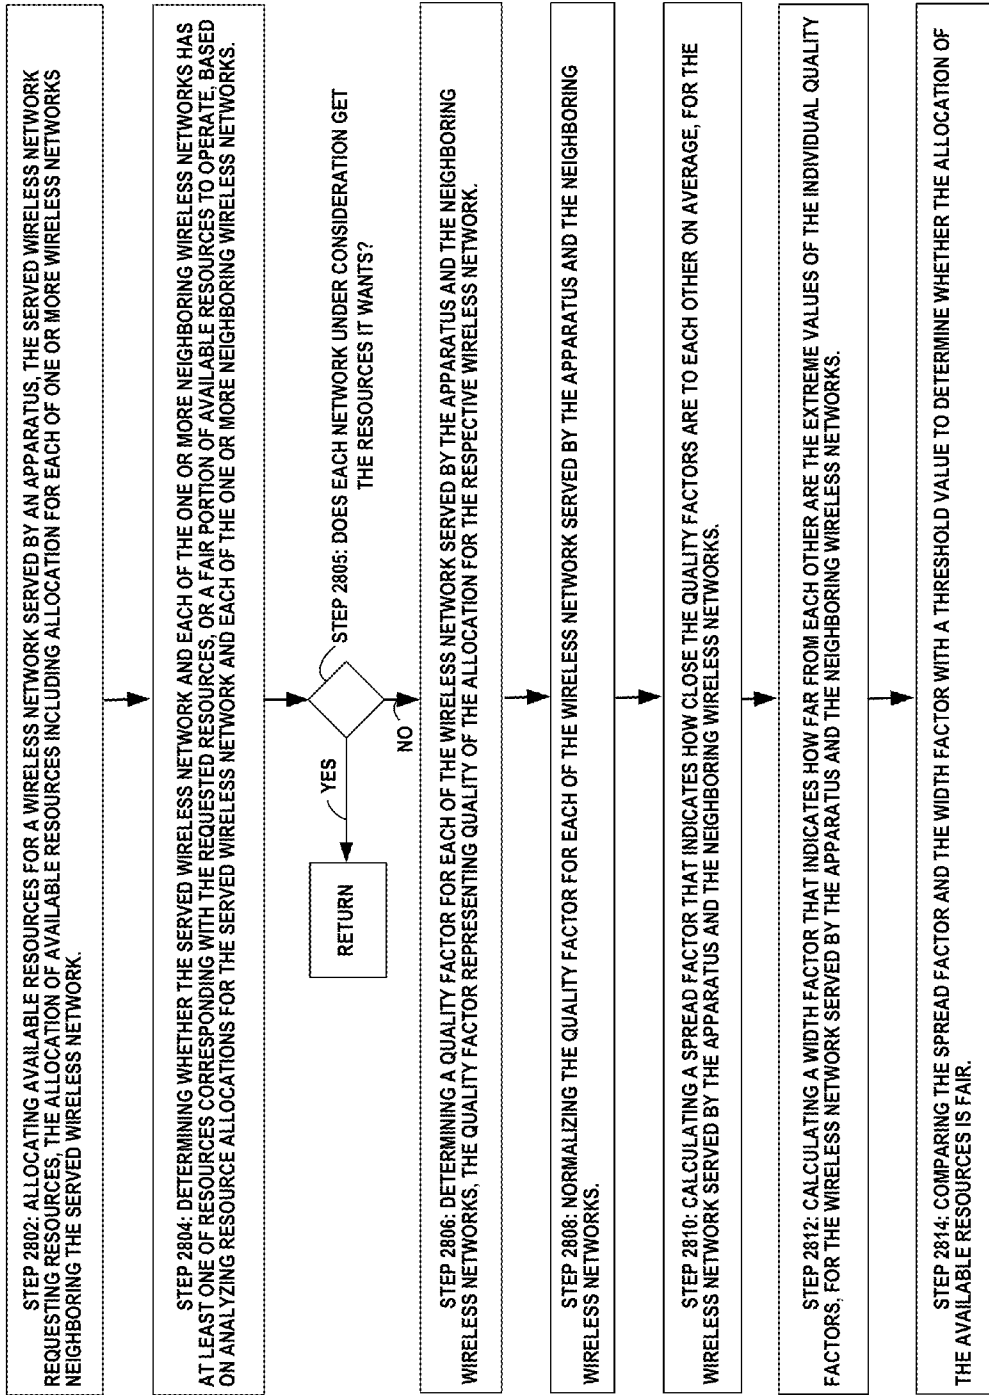 STEP 2802: ALLOCATING AVAILABLE RESOURCES FOR A WIRELESS NETWORK SERVED BY AN APPARATUS, THE SERVED WIRELESS NETWORK
REQUESTING RESOURCES, THE ALLOCATION OF AVAILABLE RESOURCES INCLUDING ALLOCATION FOR EACH OF ONE OR MORE WIRELESS NETWORKS
NEIGHBORING THE SERVED WIRELESS NETWORK.
STEP 2804: DETERMINING WHETHER THE SERVED WIRELESS NETWORK AND EACH OF THE ONE OR MORE NEIGHBORING WIRELESS NETWORKS HAS
AT LEAST ONE OF RESOURCES CORRESPONDING WITH THE REQUESTED RESOURCES, OR A FAIR PORTION OF AVAILABLE RESOURCES TO OPERATE, BASED
ON ANALYZING RESOURCE ALLOCATIONS FOR THE SERVED WIRELESS NETWORK AND EACH OF THE ONE OR MORE NEIGHBORING WIRELESS NETWORKS.
STEP 2805: DOES EACH NETWORK UNDER CONSIDERATION GET
THE RESOURCES IT WANTS?
YES
RETURN
NO
STEP 2806: DETERMINING A QUALITY FACTOR FOR EACH OF THE WIRELESS NETWORK SERVED BY THE APPARATUS AND THE NEIGHBORING
WIRELESS NETWORKS, THE QUALITY FACTOR REPRESENTING QUALITY OF THE ALLOCATION FOR THE RESPECTIVE WIRELESS NETWORK.
STEP 2808: NORMALIZING THE QUALITY FACTOR FOR EACH OF THE WIRELESS NETWORK SERVED BY THE APPARATUS AND THE NEIGHBORING
WIRELESS NETWORKS.
STEP 2810: CALCULATING A SPREAD FACTOR THAT INDICATES HOW CLOSE THE QUALITY FACTORS ARE TO EACH OTHER ON AVERAGE, FOR THE
WIRELESS NETWORK SERVED BY THE APPARATUS AND THE NEIGHBORING WIRELESS NETWORKS.
STEP 2812: CALCULATING A WIDTH FACTOR THAT INDICATES HOW FAR FROM EACH OTHER ARE THE EXTREME VALUES OF THE INDIVIDUAL QUALITY
FACTORS, FOR THE WIRELESS NETWORK SERVED BY THE APPARATUS AND THE NEIGHBORING WIRELESS NETWORKS.
STEP 2814: COMPARING THE SPREAD FACTOR AND THE WIDTH FACTOR WITH A THRESHOLD VALUE TO DETERMINE WHETHER THE ALLOCATION OF
THE AVAILABLE RESOURCES IS FAIR.